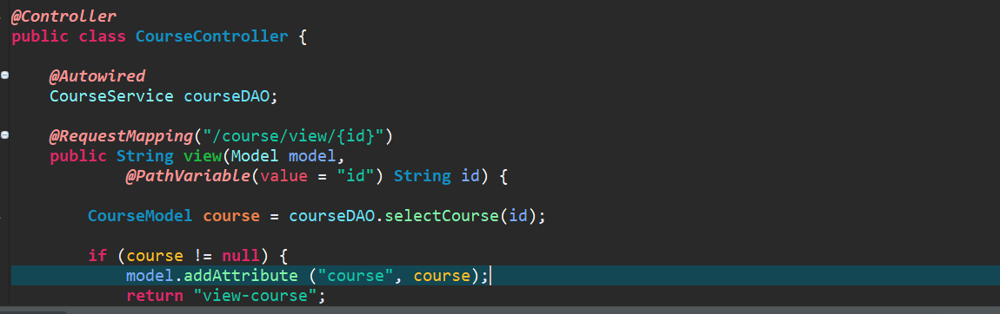 @Controller
public class CourseController {
@Autowired
CourseService courseDAO;
@RequestMapping("/course/view/{id}")
public String view(Model model,
@PathVariable(value = "id") String id) {
CourseModel course = courseDAO.selectCourse(id);
if (course != null) {
model.addAttribute ("course", course);
return "view-course";